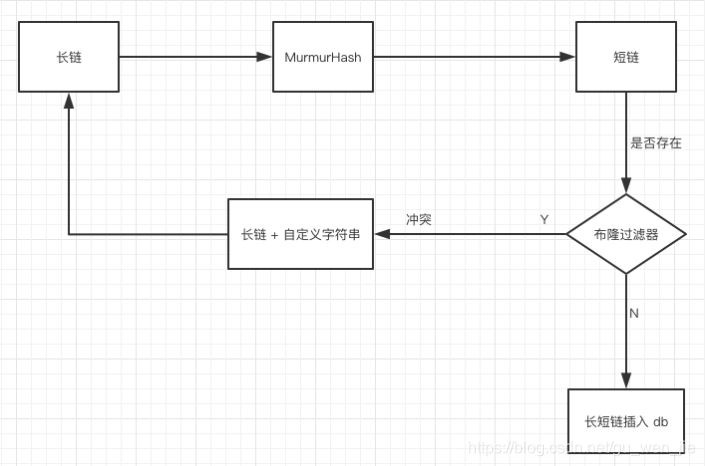 长链
MurmurHash
短链
是否存在
长链 + 自定义字符串
冲突
Y
布隆过滤器
N
长短链插入 db
https://blog.csdn.net/gu_wen_jie